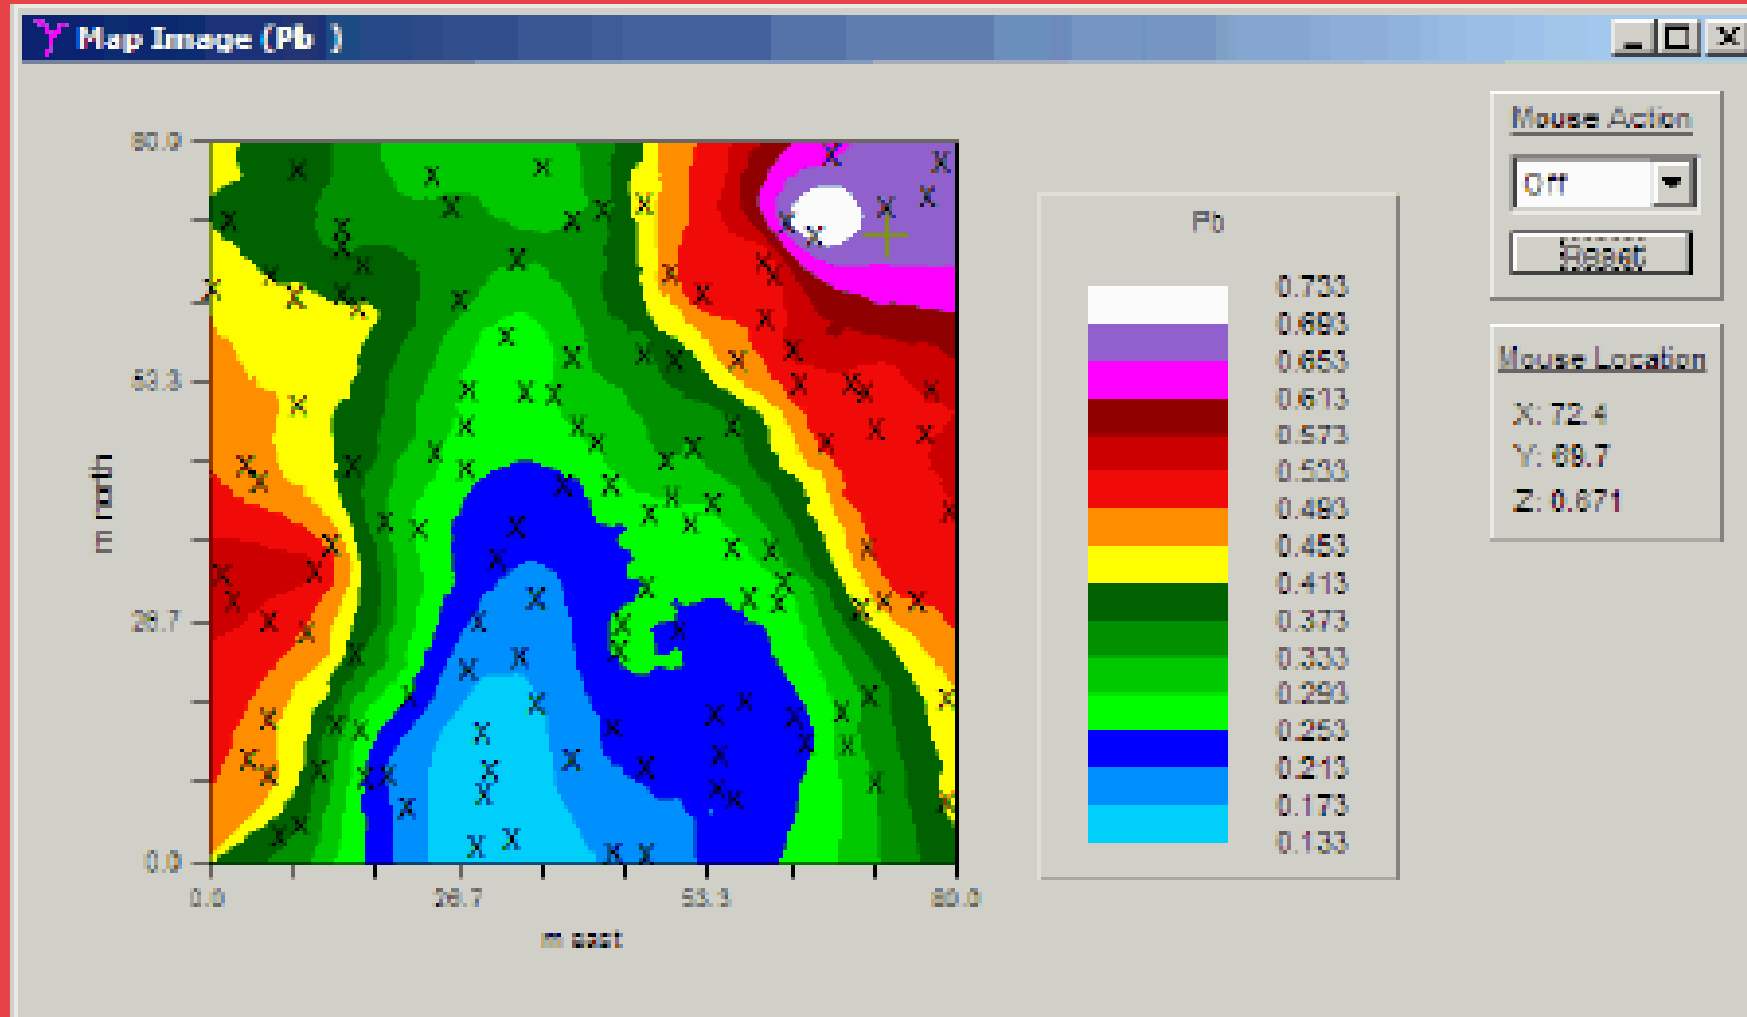 Map Image (Pb )
80.0
53.3
26.7
0.0
m north
0.0
26.7
53.3
80.0
m east
Pb
0.733
0.693
0.653
0.613
0.573
0.533
0.493
0.453
0.413
0.373
0.333
0.293
0.253
0.213
0.173
0.133
Mouse Action
Off
Reset
Mouse Location
X: 72.4
Y: 69.7
Z: 0.671